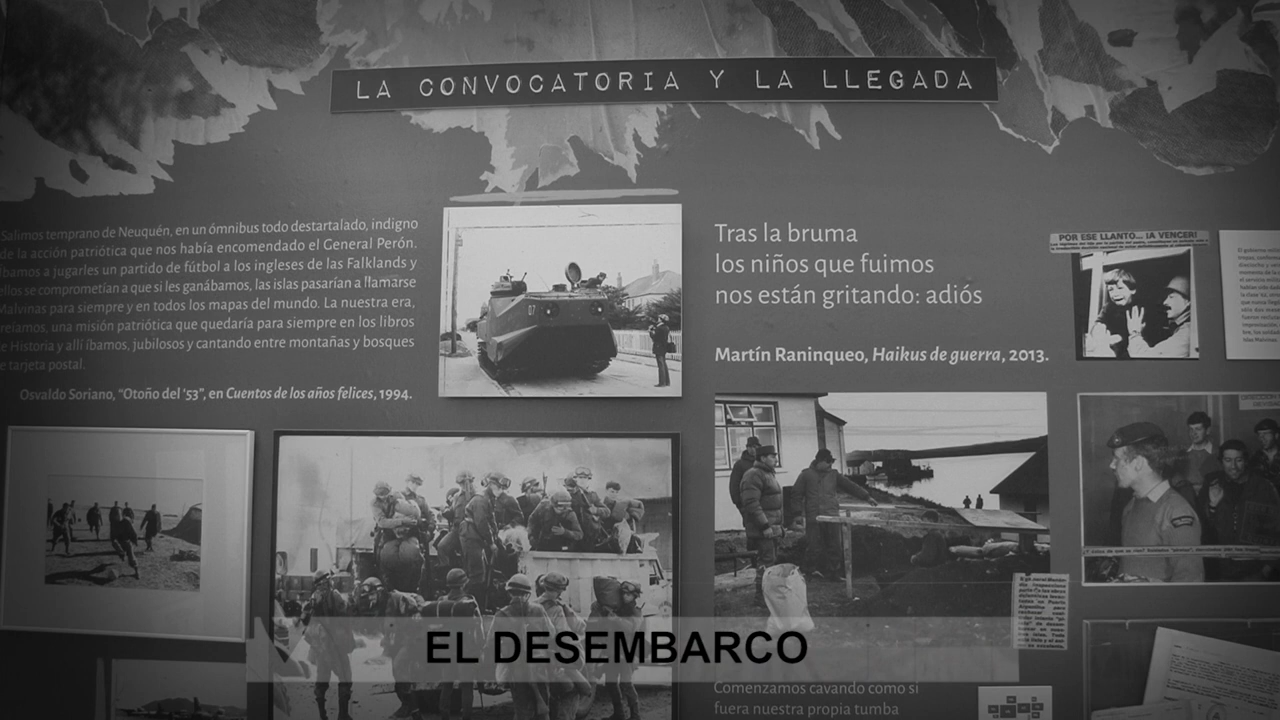 LA CONVOCATORIA Y LA LLEGADA
Salimos temprano de Neuquén, en un ómnibus todo destartalado, indigno
de la acción patriótica que nos había encomendado el General Perón.
Íbamos a jugarles un partido de fútbol a los ingleses de las Falklands y
ellos se comprometían a que si les ganábamos, las islas pasarían a llamarse
Malvinas para siempre y en todos los mapas del mundo. La nuestra era,
creíamos, una misión patriótica que quedaría para siempre en los libros
de Historia y allí íbamos, jubilosos y cantando entre montañas y bosques
de tarjeta postal.
Osvaldo Soriano, “Otoño del ‘53”, en Cuentos de los años felices, 1994.
Tras la bruma
los niños que fuimos
nos están gritando: adiós
Martín Raninqueo, Haikus de guerra, 2013.
POR ESE LLANTO... ¡A VENCER!
07
Comenzamos cavando como si
fuera nuestra propia tumba
EL DESEMBARCO